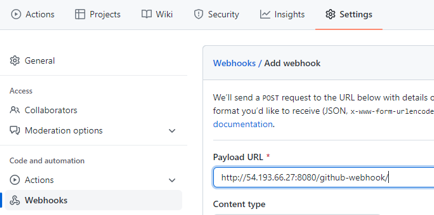 Actions Projects Wiki Security Insights Settings
General
Webhooks / Add webhook
Access
We'll send a POST request to the URL below with details o
Collaborators
format you'd like to receive (JSON, x-www-form-urlencode
Moderation options
documentation.
Code and automation
Payload URL *
Actions
http://54.193.66.27:8080/github-webhook/
Webhooks
Content type